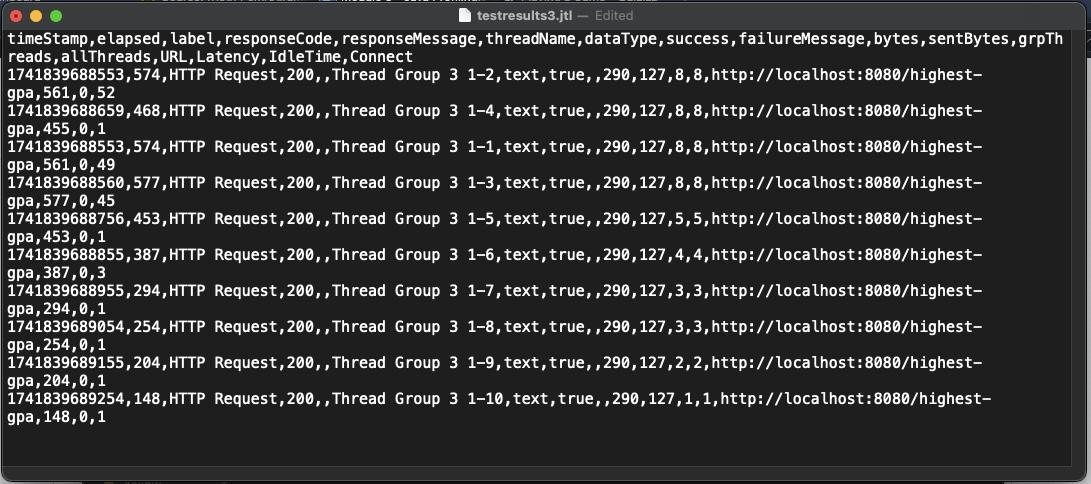 testresults3.jtl — Edited
timeStamp,elapsed,label,responseCode,responseMessage,threadName,dataType,success,failureMessage,bytes,sentBytes,grpTh
reads,allThreads,URL,Latency,IdleTime,Connect
1741839688553,574,HTTP Request,200,,Thread Group 3 1-2,text,true,,290,127,8,8,http://localhost:8080/highest-
gpa,561,0,52
1741839688659,468,HTTP Request,200,,Thread Group 3 1-4,text,true,,290,127,8,8,http://localhost:8080/highest-
gpa,455,0,1
1741839688553,574,HTTP Request,200,,Thread Group 3 1-1,text,true,,290,127,8,8,http://localhost:8080/highest-
gpa,561,0,49
1741839688560,577,HTTP Request,200,,Thread Group 3 1-3,text,true,,290,127,8,8,http://localhost:8080/highest-
gpa,577,0,45
1741839688756,453,HTTP Request,200,,Thread Group 3 1-5,text,true,,290,127,5,5,http://localhost:8080/highest-
gpa,453,0,1
1741839688855,387,HTTP Request,200,,Thread Group 3 1-6,text,true,,290,127,4,4,http://localhost:8080/highest-
gpa,387,0,3
1741839688955,294,HTTP Request,200,,Thread Group 3 1-7,text,true,,290,127,3,3,http://localhost:8080/highest-
gpa,294,0,1
1741839689054,254,HTTP Request,200,,Thread Group 3 1-8,text,true,,290,127,3,3,http://localhost:8080/highest-
gpa,254,0,1
1741839689155,204,HTTP Request,200,,Thread Group 3 1-9,text,true,,290,127,2,2,http://localhost:8080/highest-
gpa,204,0,1
1741839689254,148,HTTP Request,200,,Thread Group 3 1-10,text,true,,290,127,1,1,http://localhost:8080/highest-
gpa,148,0,1